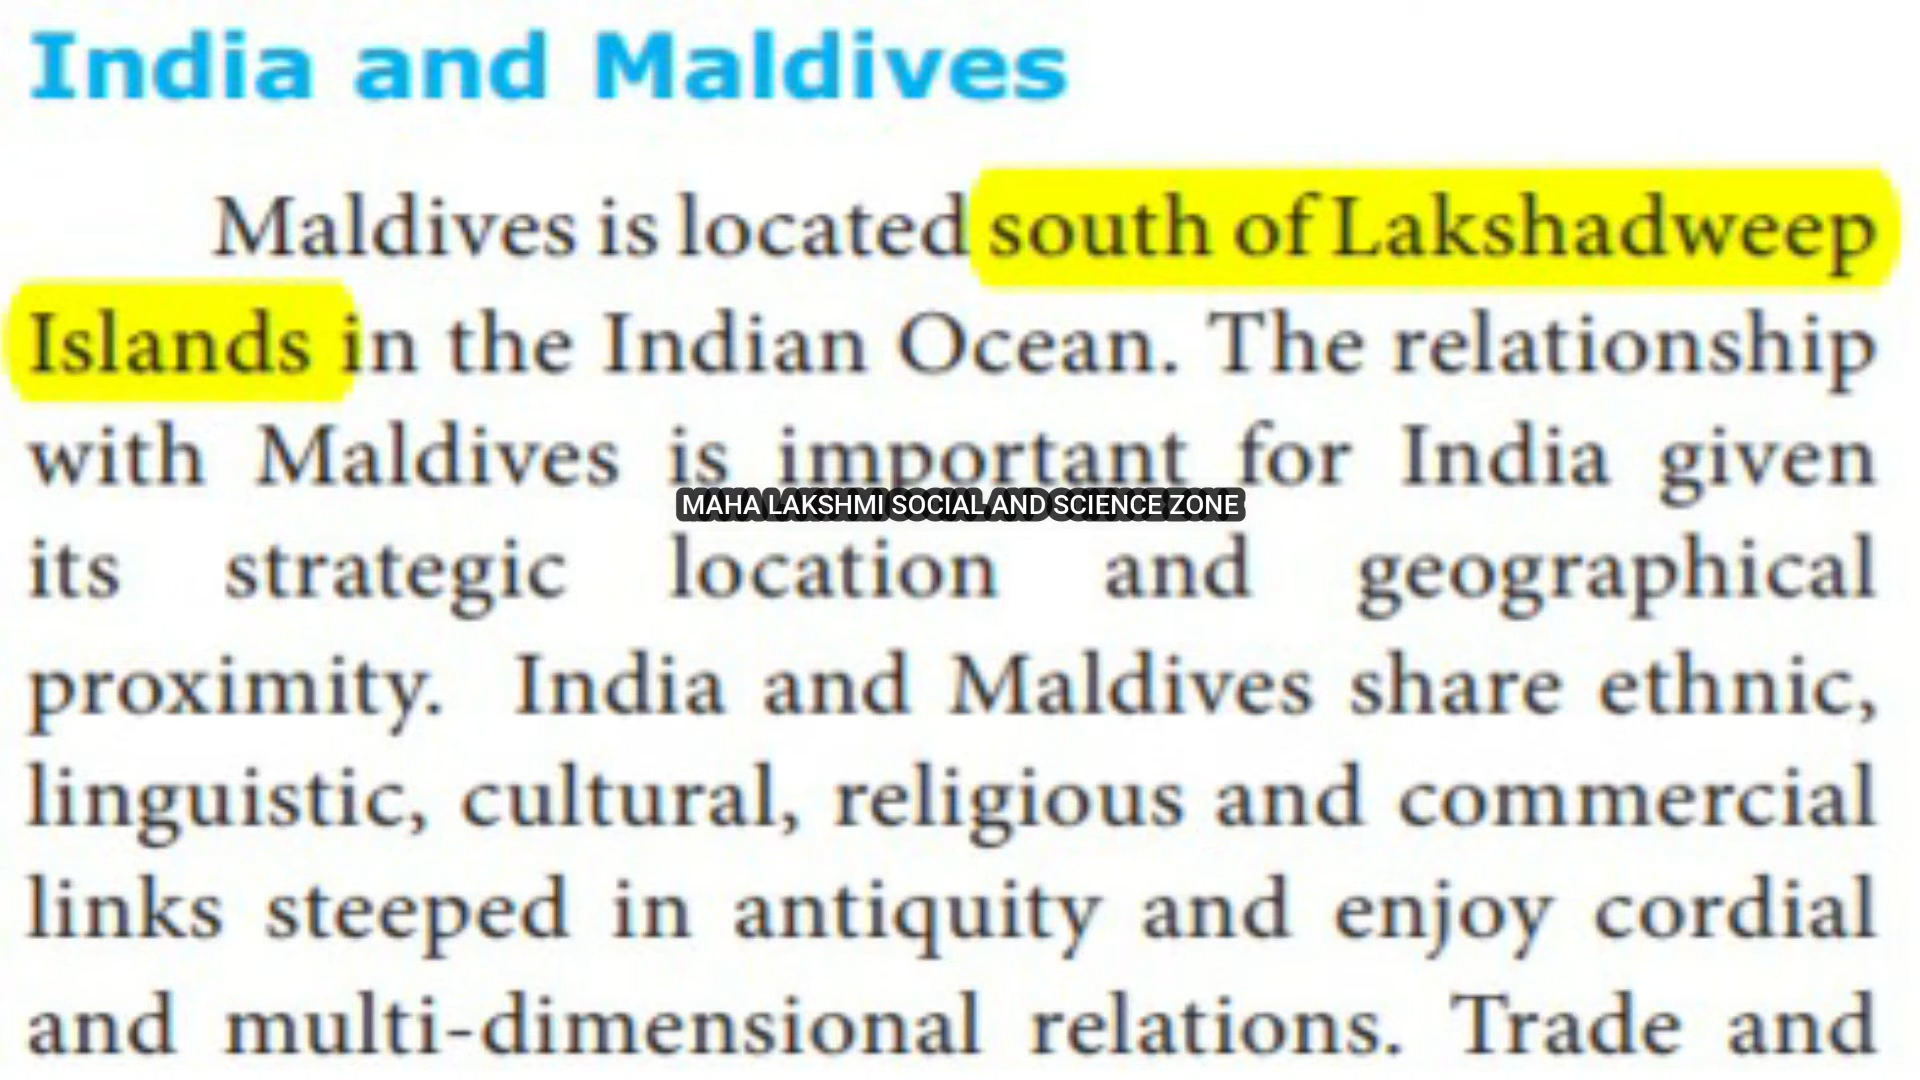 India and Maldives
Maldives is located south of Lakshadweep
Islands in the Indian Ocean. The relationship
with Maldives is important for India given
MAHA LAKSHMI SOCIAL AND SCIENCE ZONE
its strategic location and geographical
proximity. India and Maldives share ethnic,
linguistic, cultural, religious and commercial
links steeped in antiquity and enjoy cordial
and multi-dimensional relations. Trade and